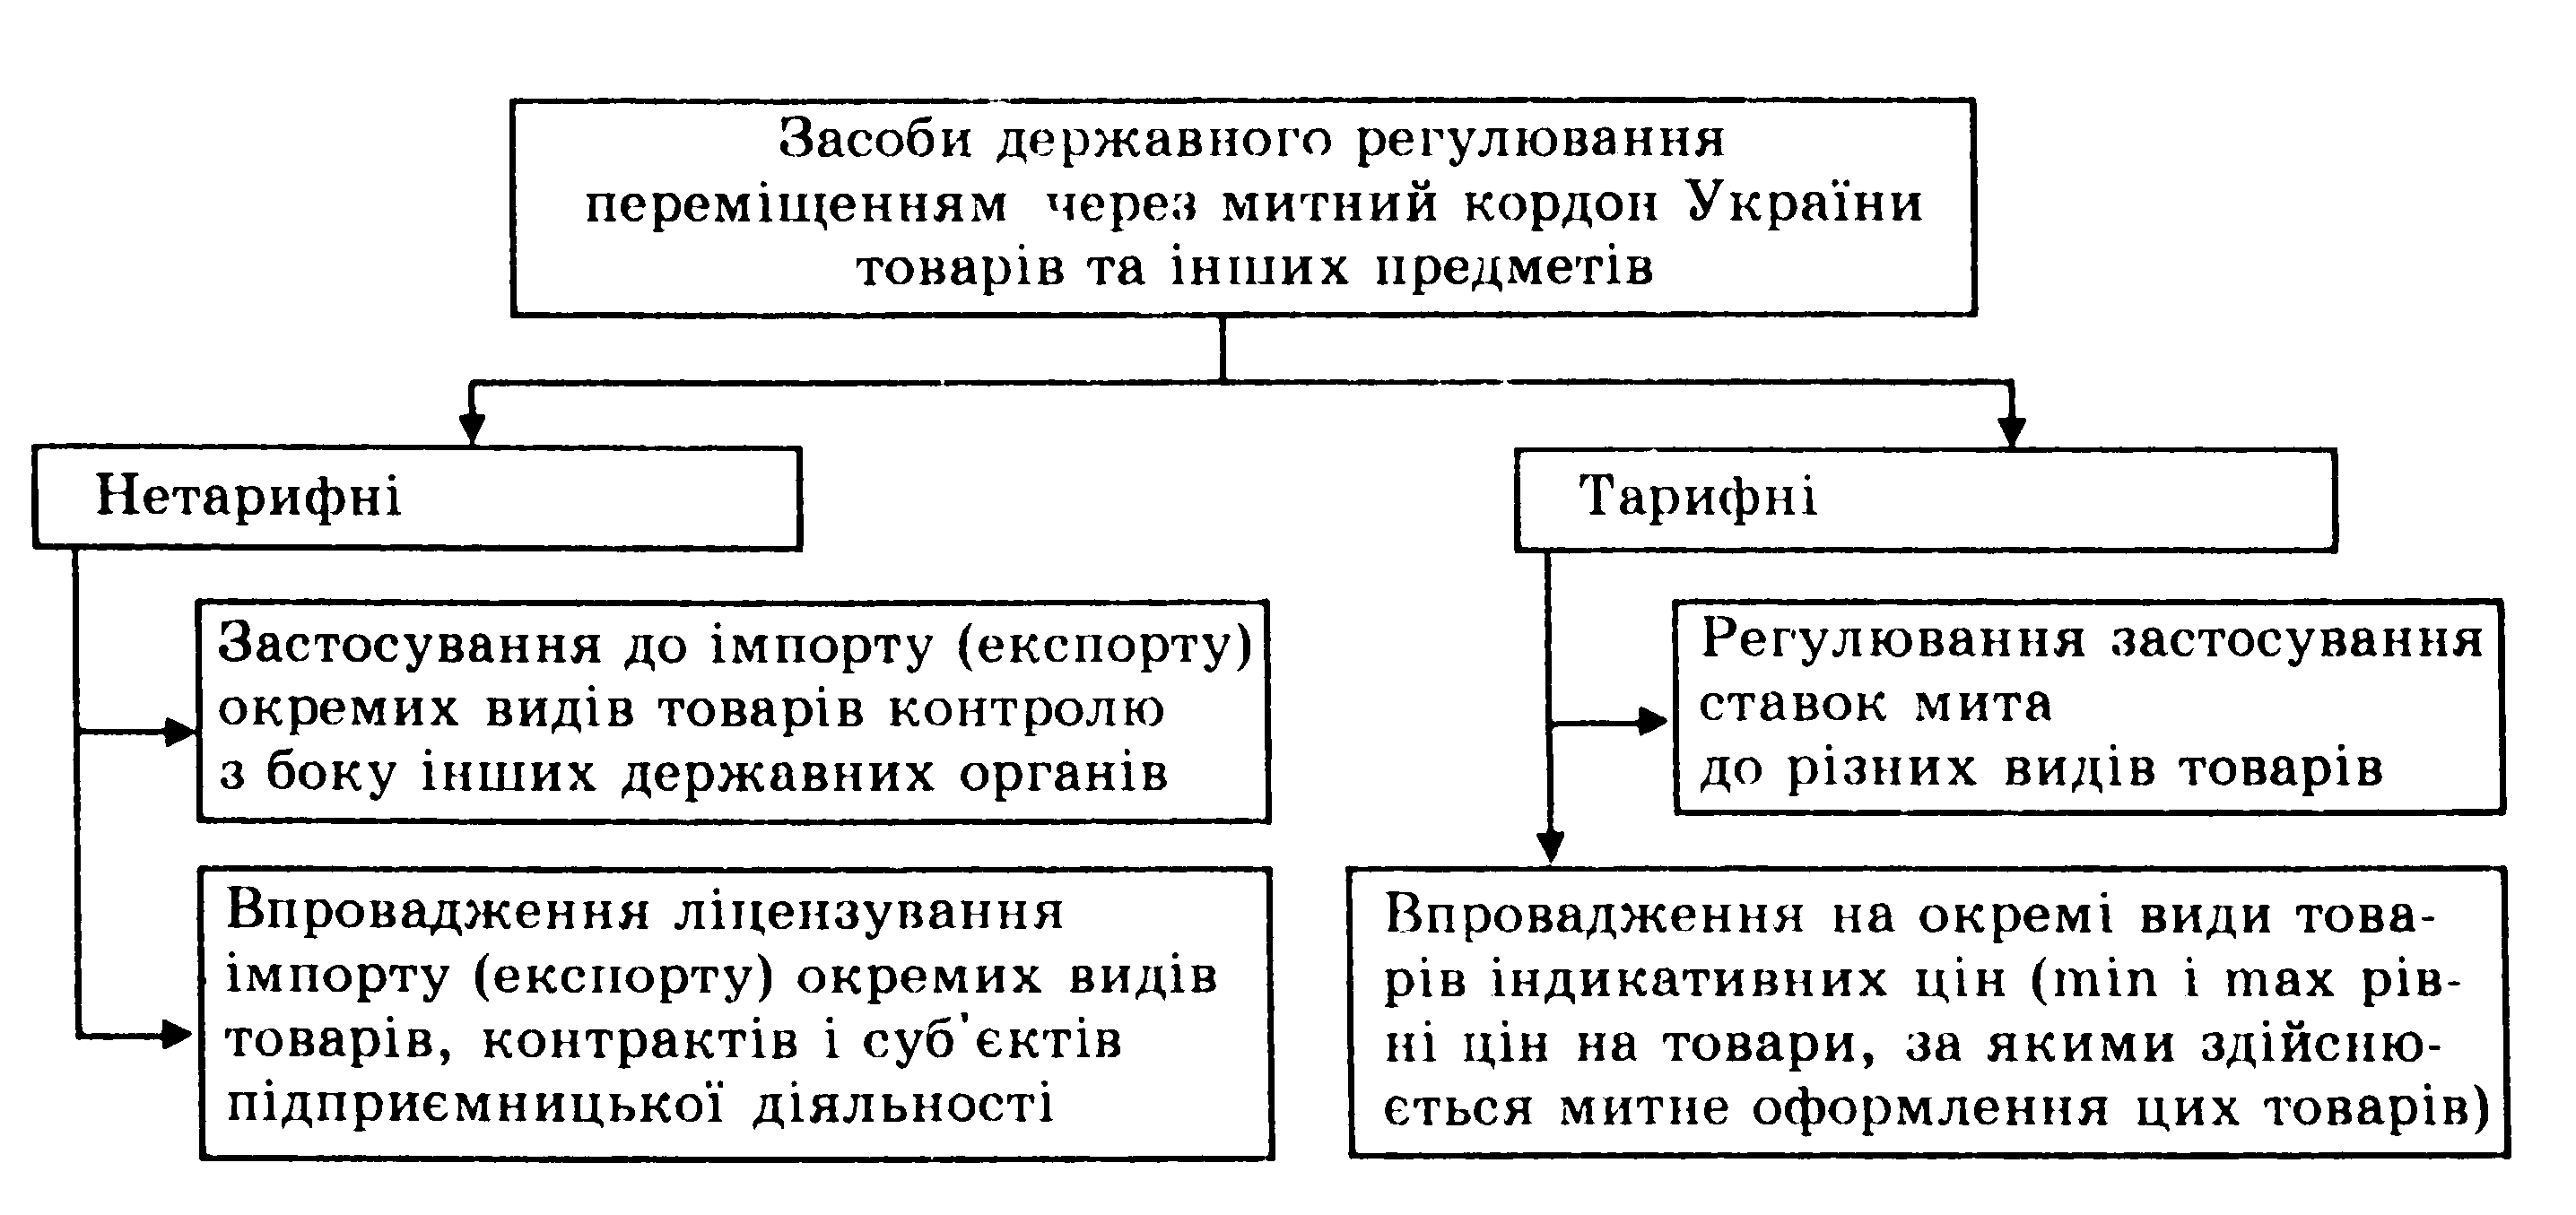 Засоби державного регулювання
переміщенням через митний кордон України
товарів та інших предметів
Нетарифні
Тарифні
Застосування до імпорту (експорту)
окремих видів товарів контролю
з боку інших державних органів
Впровадження ліцензування
імпорту (експорту) окремих видів
товарів, контрактів і суб'єктів
підприємницької діяльності
Регулювання застосування
ставок мита
до різних видів товарів
Впровадження на окремі види това-
рів індикативних цін (min і max рів-
ні цін на товари, за якими здійсню-
ється митне оформлення цих товарів)